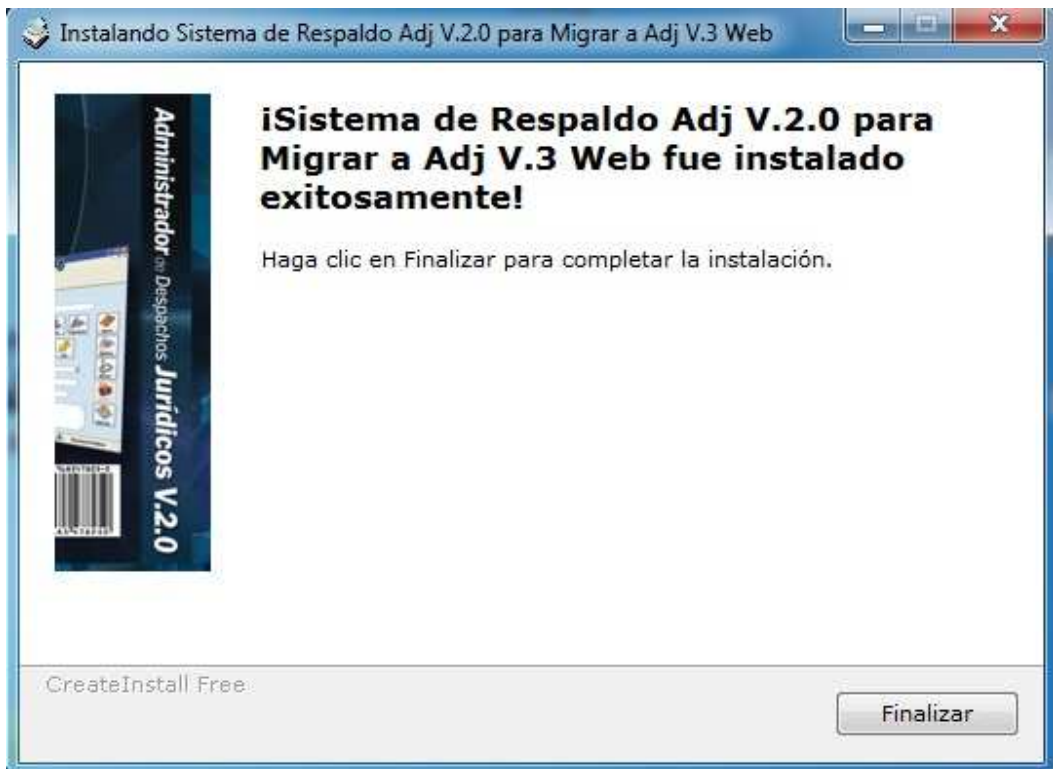 Instalando Sistema de Respaldo Adj V.2.0 para Migrar a Adj V.3 Web
Administrador de Despachos Jurídicos V.2.0
¡Sistema de Respaldo Adj V.2.0 para
Migrar a Adj V.3 Web fue instalado
exitosamente!
Haga clic en Finalizar para completar la instalación.
CreateInstall Free
Finalizar